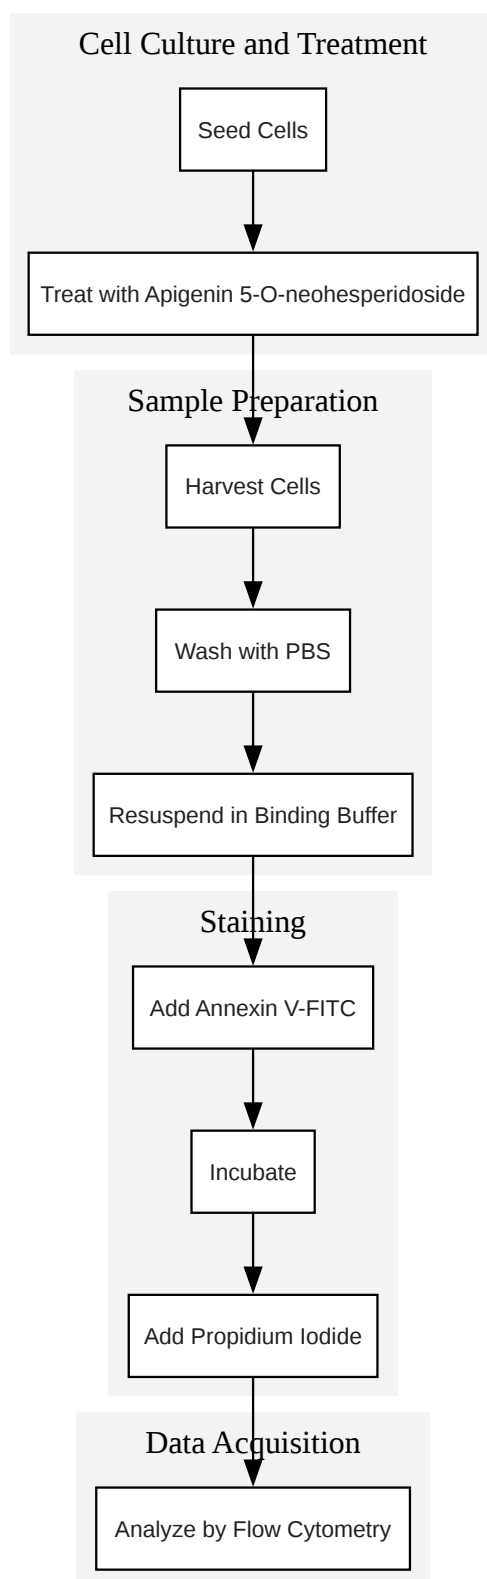 Cell Culture and Treatment
Seed Cells
Treat with Apigenin 5-O-neohesperidoside
Sample Preparation
Harvest Cells
Wash with PBS
Resuspend in Binding Buffer
Staining
Add Annexin V-FITC
Incubate
Add Propidium Iodide
Data Acquisition
Analyze by Flow Cytometry